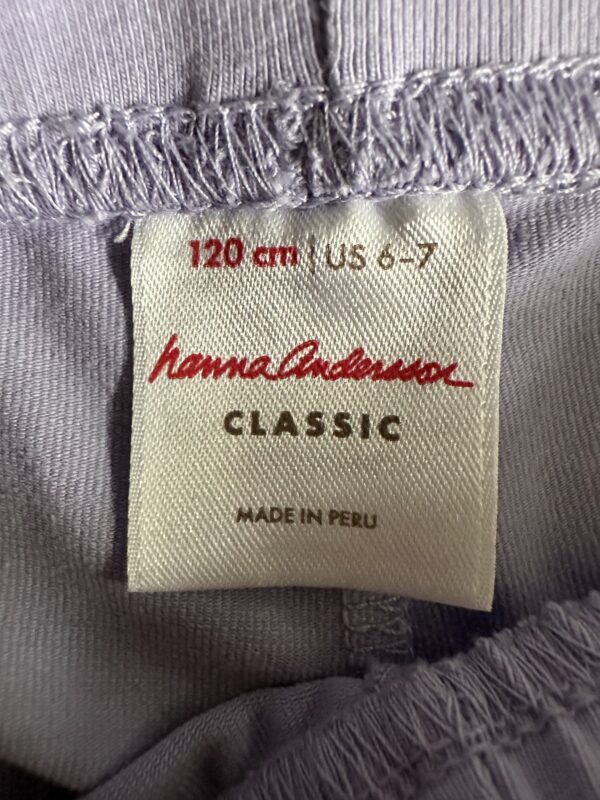 120 cm | US 6-7
hanna Andersson
CLASSIC
MADE IN PERU